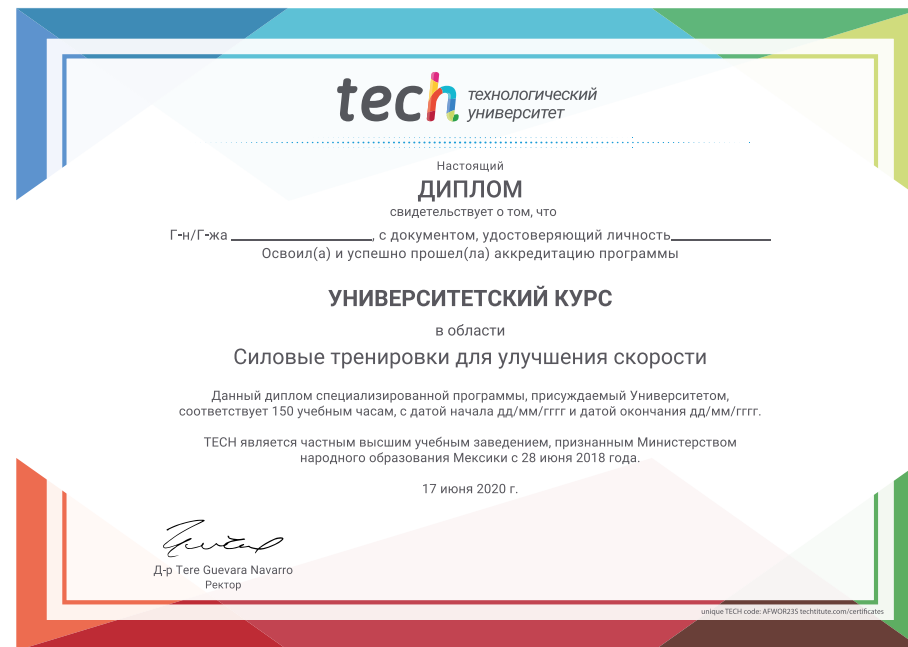 tech технологический
университет
Настоящий
ДИПЛОМ
свидетельствует о том, что
Г-н/Г-жа , с документом, удостоверяющий личность
Освоил(а) и успешно прошел(ла) аккредитацию программы
УНИВЕРСИТЕТСКИЙ КУРС
в области
Силовые тренировки для улучшения скорости
Данный диплом специализированной программы, присуждаемый Университетом,
соответствует 150 учебным часам, с датой начала дд/мм/гггг и датой окончания дд/мм/гггг.
TECH является частным высшим учебным заведением, признанным Министерством
народного образования Мексики с 28 июня 2018 года.
17 июня 2020 г.
Д-р Tere Guevara Navarro
Ректор
unique TECH code: AFWOR23S techtitute.com/certificates